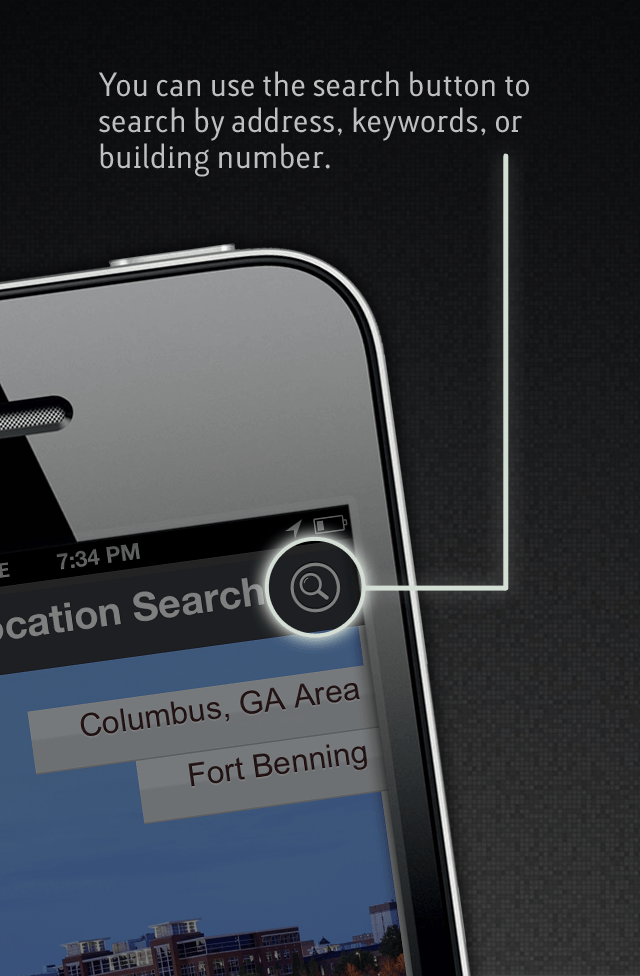 You can use the search button to
search by address, keywords, or
building number.
E 7:34 PM
ocation Search
Columbus, GA Area
Fort Benning